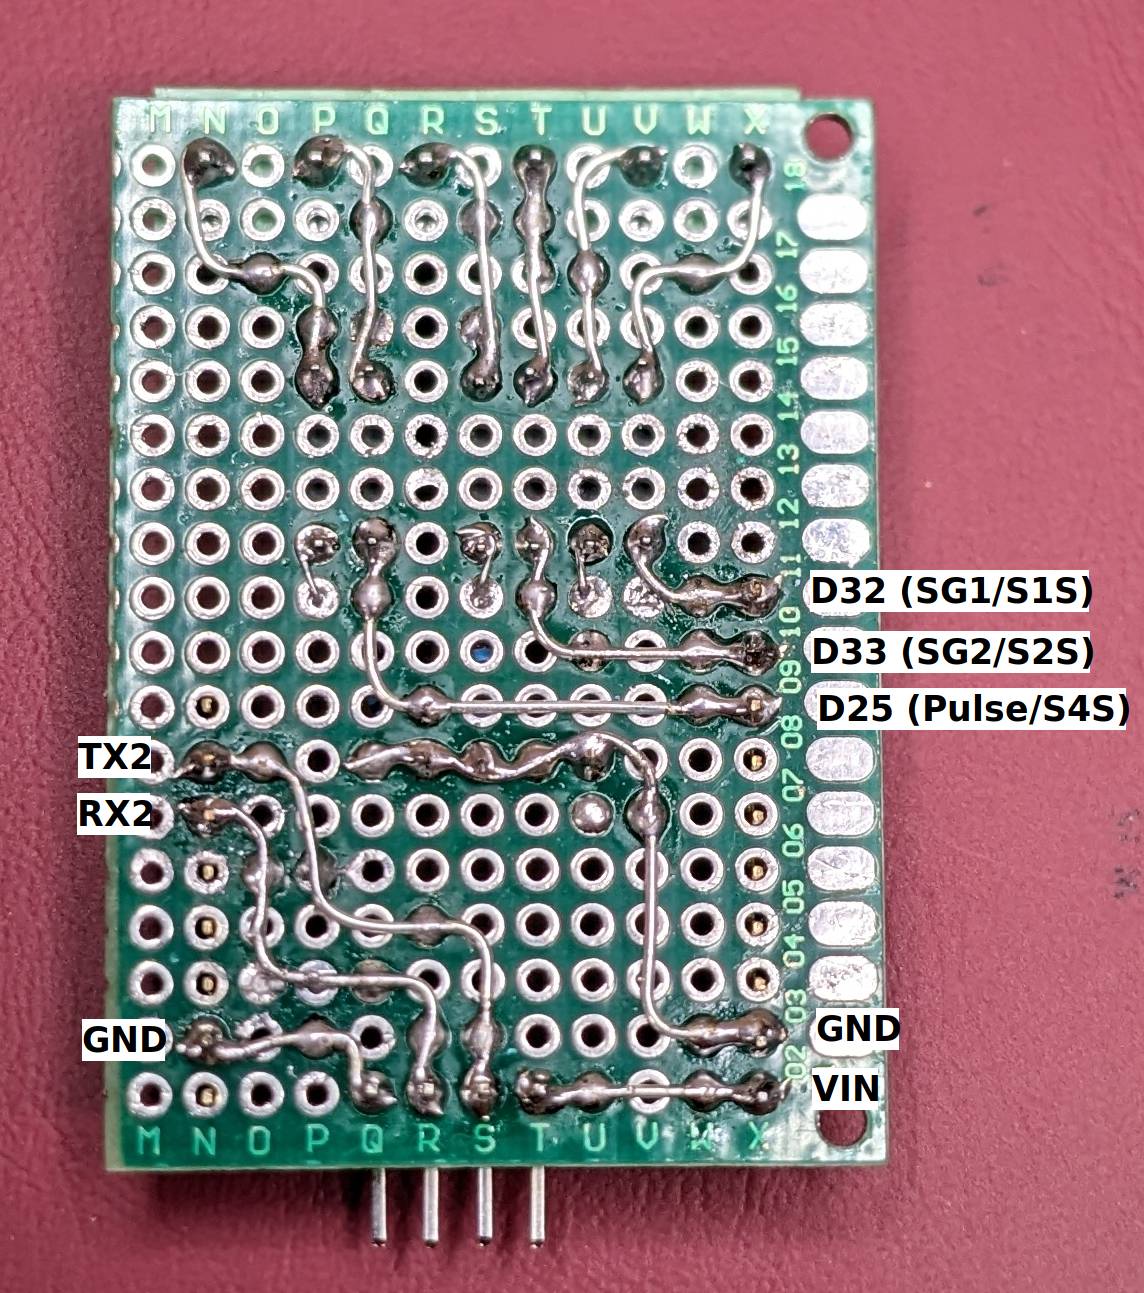 M N O P Q R S T U V W X
18
17
16
15
14
13
12
11
D32 (SG1/S1S)
10
D33 (SG2/S2S)
09
D25 (Pulse/S4S)
08
TX2
07
RX2
06
05
04
03
GND
GND
02
VIN
M N O P Q R S T U V W X